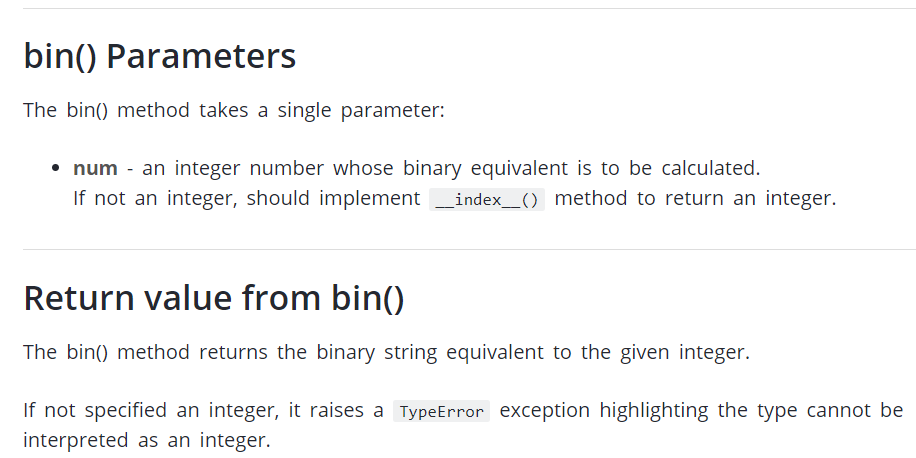 bin() Parameters
The bin() method takes a single parameter:
• num - an integer number whose binary equivalent is to be calculated.
If not an integer, should implement __index__() method to return an integer.
Return value from bin()
The bin() method returns the binary string equivalent to the given integer.
If not specified an integer, it raises a TypeError exception highlighting the type cannot be
interpreted as an integer.